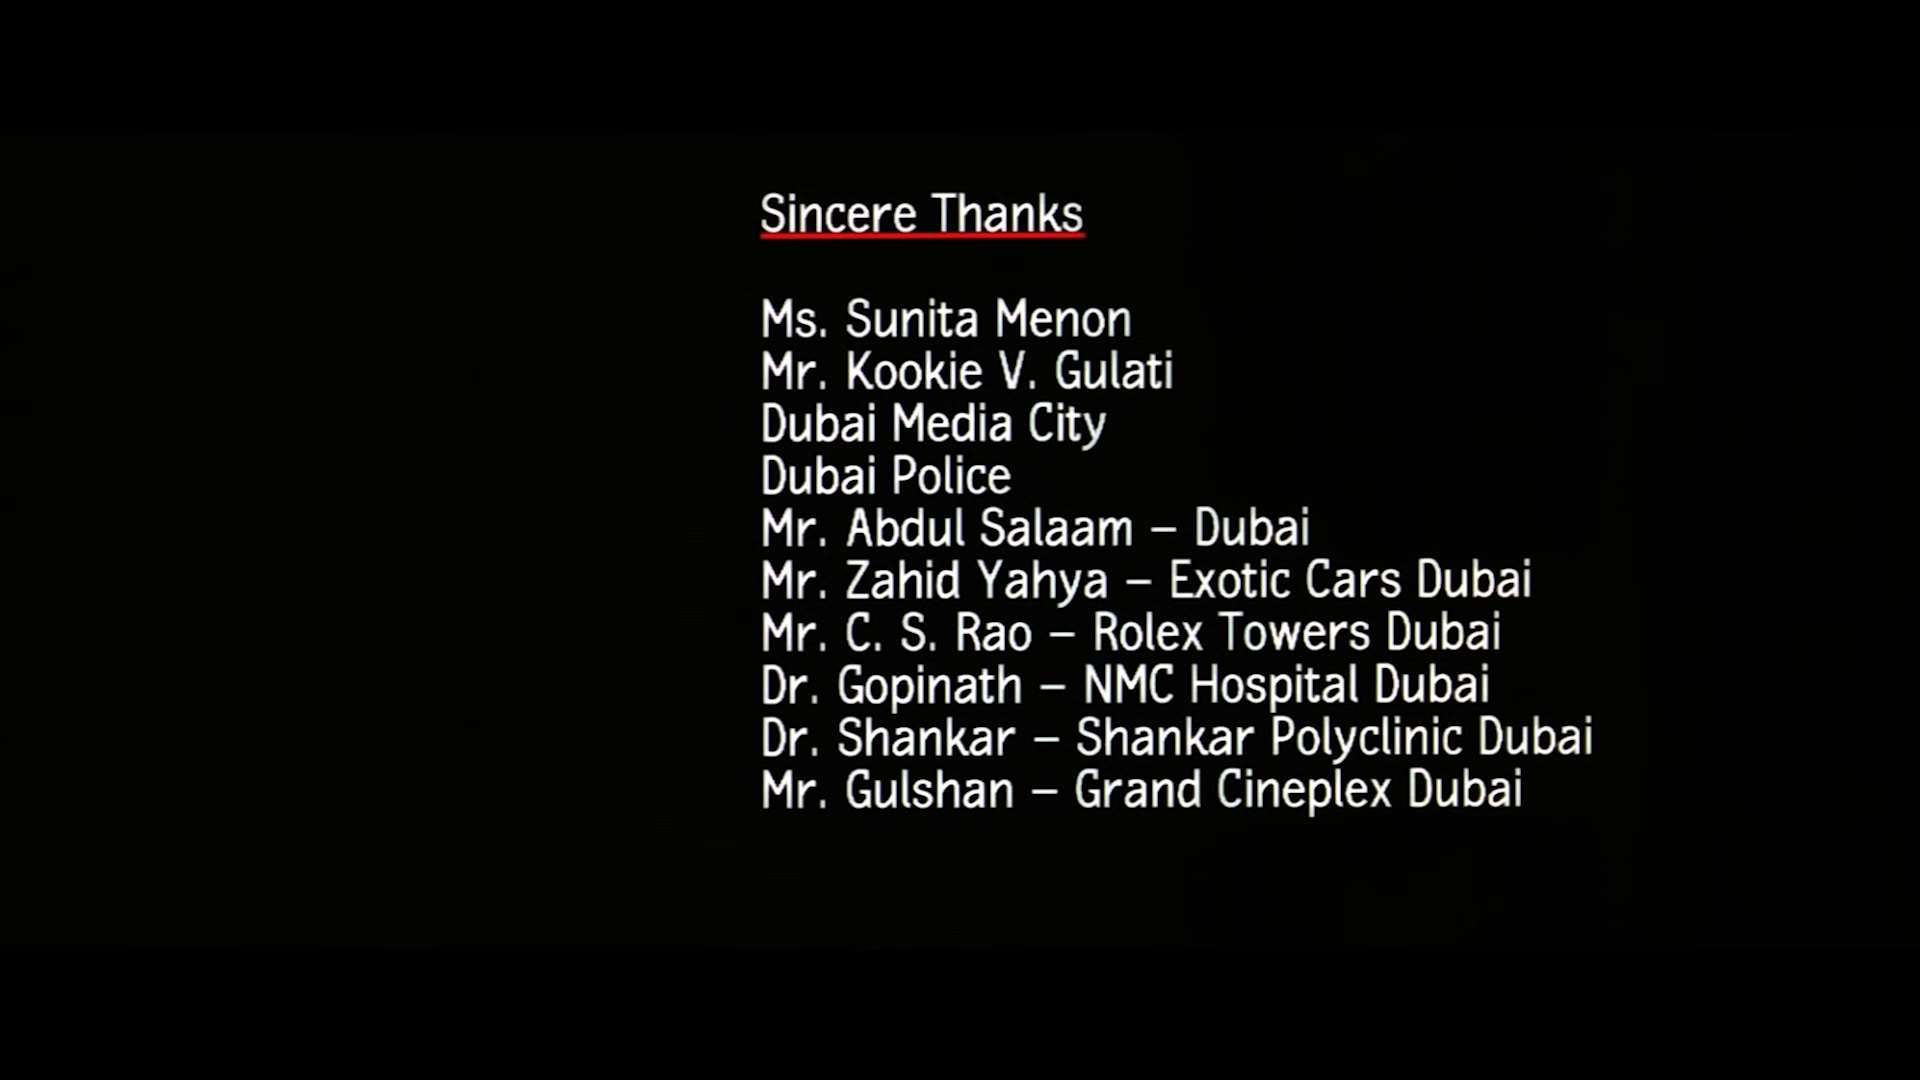 Sincere Thanks
Ms. Sunita Menon
Mr. Kookie V. Gulati
Dubai Media City
Dubai Police
Mr. Abdul Salaam – Dubai
Mr. Zahid Yahya – Exotic Cars Dubai
Mr. C. S. Rao – Rolex Towers Dubai
Dr. Gopinath – NMC Hospital Dubai
Dr. Shankar – Shankar Polyclinic Dubai
Mr. Gulshan – Grand Cineplex Dubai